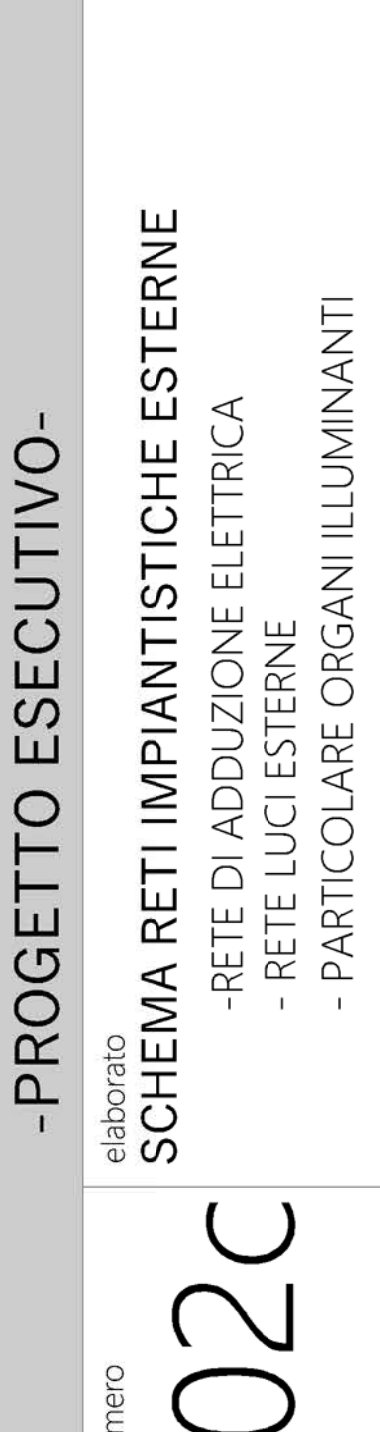 -PROGETTO ESECUTIVO-
elaborato
SCHEMA RETI IMPIANTISTICHE ESTERNE
-RETE DI ADDUZIONE ELETTRICA
- RETE LUCI ESTERNE
- PARTICOLARE ORGANI ILLUMINANTI
mero
02c